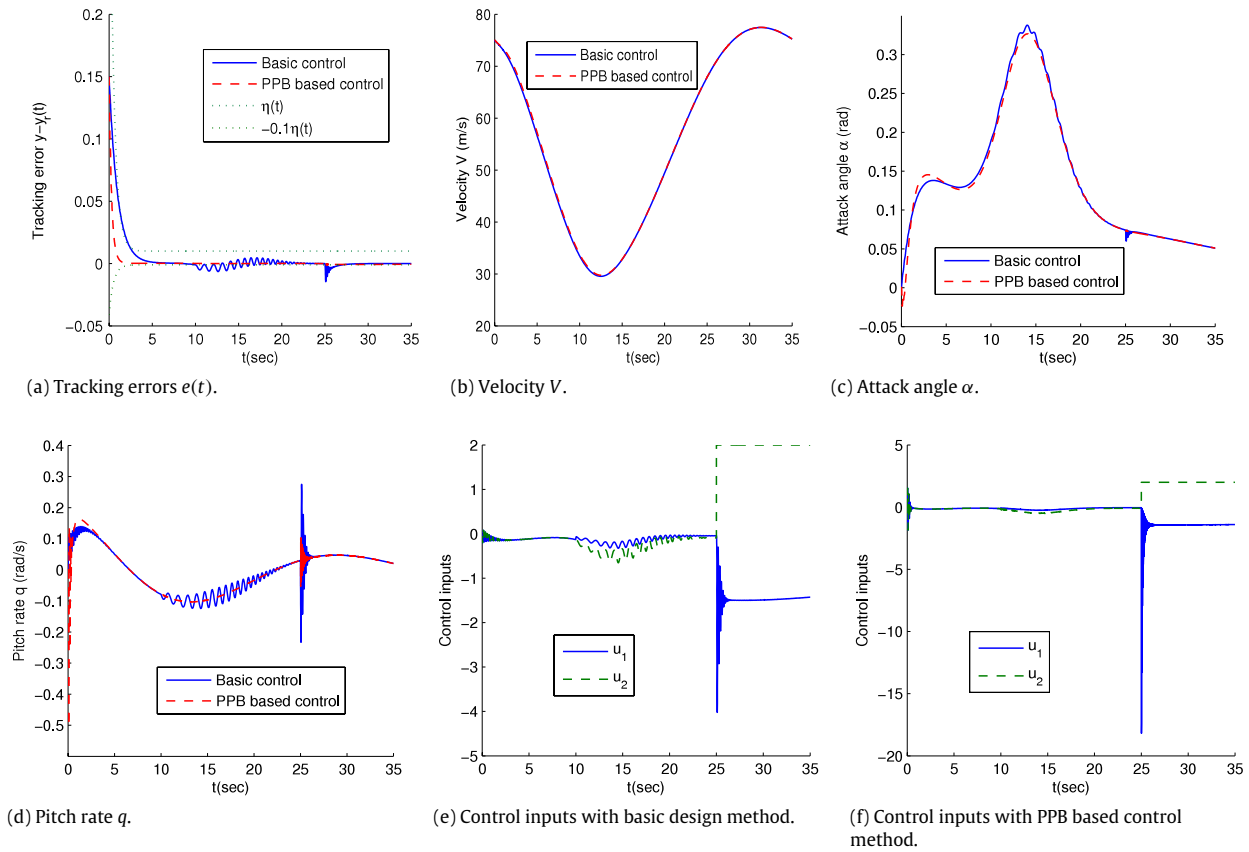 0.2
0.15
0.1
0.05
0
−0.05
Tracking error y−yr(t)
Basic control
PPB based control
η(t)
−0.1η(t)
0 5 10 15 20 25 30 35
t(sec)
(a) Tracking errors e(t).
80
70
60
50
40
30
20
Velocity V (m/s)
Basic control
PPB based control
0 5 10 15 20 25 30 35
t(sec)
(b) Velocity V.
0.3
0.25
0.2
0.15
0.1
0.05
0
−0.05
Attack angle α (rad)
Basic control
PPB based control
0 5 10 15 20 25 30 35
t(sec)
(c) Attack angle α.
0.4
0.3
0.2
0.1
0
−0.1
−0.2
−0.3
−0.4
−0.5
Pitch rate q (rad/s)
Basic control
PPB based control
0 5 10 15 20 25 30 35
t(sec)
(d) Pitch rate q.
2
1
0
−1
−2
−3
−4
−5
Control inputs
u1
u2
0 5 10 15 20 25 30 35
t(sec)
(e) Control inputs with basic design method.
5
0
−5
−10
−15
−20
Control inputs
u1
u2
0 5 10 15 20 25 30 35
t(sec)
(f) Control inputs with PPB based control
method.